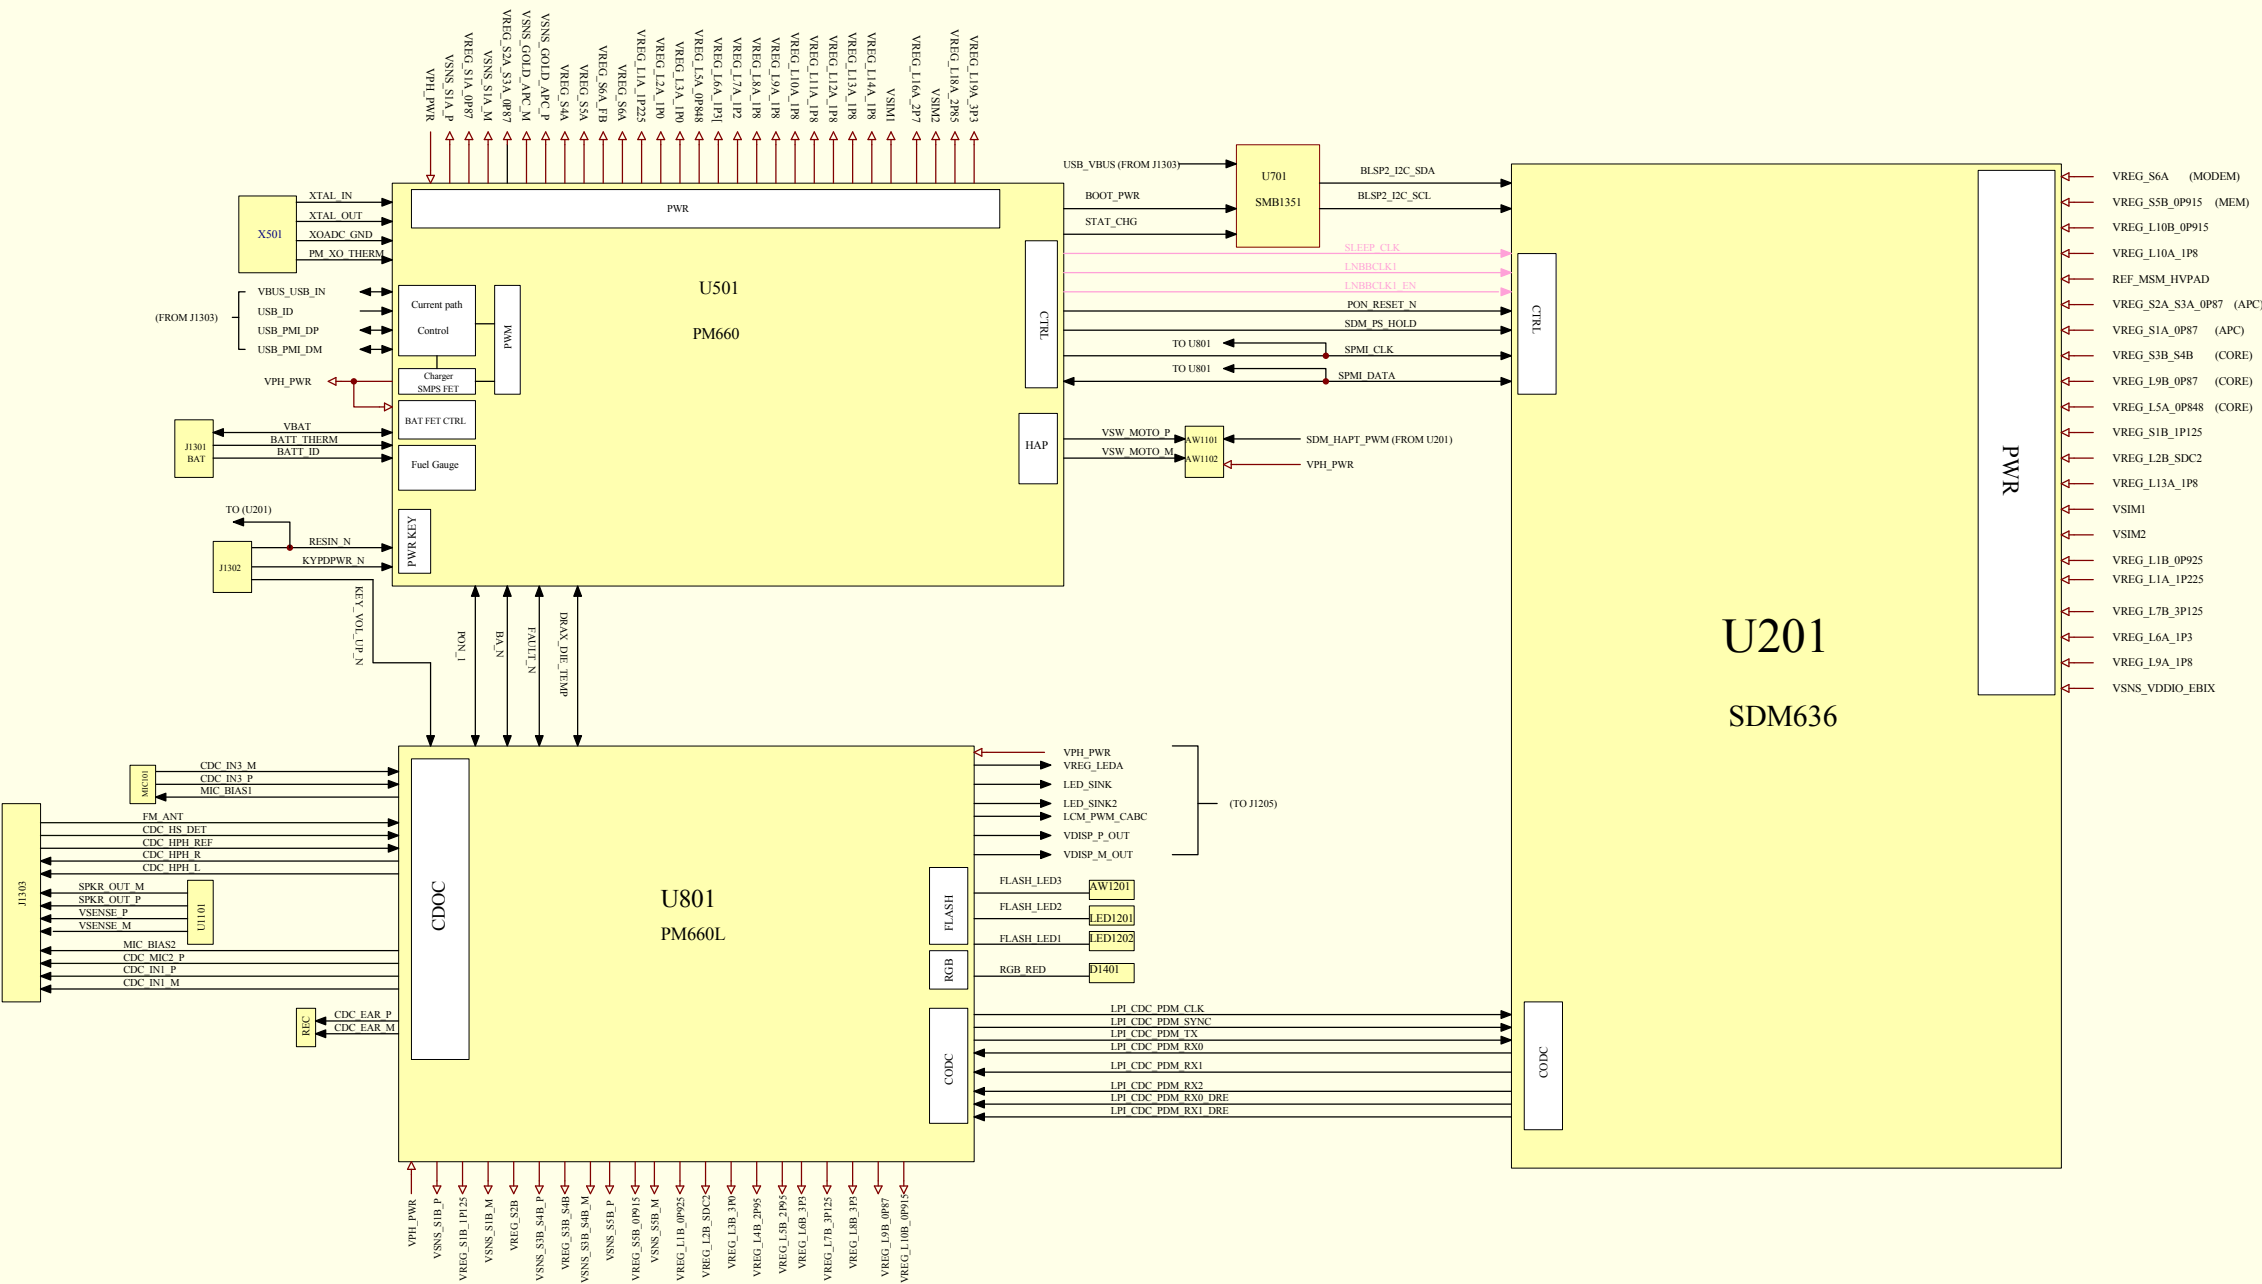 VPH_PWR
VSNS_S1A_P
VREG_S1A_0P87
VSNS_S1A_M
VREG_S2A_S3A_0P87
VSNS_GOLD_APC_M
VSNS_GOLD_APC_P
VREG_S4A
VREG_S5A
VREG_S6A_FB
VREG_S6A
VREG_L1A_1P225
VREG_L2A_1P0
VREG_L3A_1P0
VREG_L5A_0P848
VREG_L6A_1P3[
VREG_L7A_1P2
VREG_L8A_1P8
VREG_L9A_1P8
VREG_L10A_1P8
VREG_L11A_1P8
VREG_L12A_1P8
VREG_L13A_1P8
VREG_L14A_1P8
VSIM1
VREG_L16A_2P7
VSIM2
VREG_L18A_2P85
VREG_L19A_3P3
PWR
U501
PM660
X501
XTAL_IN
XTAL_OUT
XOADC_GND
PM_XO_THERM
(FROM J1303)
VBUS_USB_IN
USB_ID
USB_PMI_DP
USB_PMI_DM
Current path
Control
PWM
Charger
SMPS FET
VPH_PWR
BAT FET CTRL
J1301
BAT
VBAT
BATT_THERM
BATT_ID
Fuel Gauge
TO (U201)
J1302
RESIN_N
KYPDPWR_N
KEY_VOL_UP_N
PWR KEY
CTRL
HAP
USB_VBUS (FROM J1303)
BOOT_PWR
STAT_CHG
U701
SMB1351
BLSP2_I2C_SDA
BLSP2_I2C_SCL
SLEEP_CLK
LNBBCLK1
LNBBCLK1_EN
PON_RESET_N
SDM_PS_HOLD
TO U801
SPMI_CLK
TO U801
SPMI_DATA
VSW_MOTO_P
VSW_MOTO_M
AW1101
AW1102
SDM_HAPT_PWM (FROM U201)
VPH_PWR
CTRL
PWR
U201
SDM636
CODC
VREG_S6A (MODEM)
VREG_S5B_0P915 (MEM)
VREG_L10B_0P915
VREG_L10A_1P8
REF_MSM_HVPAD
VREG_S2A_S3A_0P87 (APC)
VREG_S1A_0P87 (APC)
VREG_S3B_S4B (CORE)
VREG_L9B_0P87 (CORE)
VREG_L5A_0P848 (CORE)
VREG_S1B_1P125
VREG_L2B_SDC2
VREG_L13A_1P8
VSIM1
VSIM2
VREG_L1B_0P925
VREG_L1A_1P225
VREG_L7B_3P125
VREG_L6A_1P3
VREG_L9A_1P8
VSNS_VDDIO_EBIX
PON_1
BA_N
FAULT_N
DRAX_DIE_TEMP
MIC101
CDC_IN3_M
CDC_IN3_P
MIC_BIAS1
J1303
FM_ANT
CDC_HS_DET
CDC_HPH_REF
CDC_HPH_R
CDC_HPH_L
SPKR_OUT_M
SPKR_OUT_P
VSENSE_P
VSENSE_M
U1101
MIC_BIAS2
CDC_MIC2_P
CDC_IN1_P
CDC_IN1_M
REC
CDC_EAR_P
CDC_EAR_M
CDOC
U801
PM660L
VPH_PWR
VREG_LEDA
LED_SINK
LED_SINK2
LCM_PWM_CABC
VDISP_P_OUT
VDISP_M_OUT
(TO J1205)
FLASH
FLASH_LED3
AW1201
FLASH_LED2
LED1201
FLASH_LED1
LED1202
RGB
RGB_RED
D1401
CODC
LPI_CDC_PDM_CLK
LPI_CDC_PDM_SYNC
LPI_CDC_PDM_TX
LPI_CDC_PDM_RX0
LPI_CDC_PDM_RX1
LPI_CDC_PDM_RX2
LPI_CDC_PDM_RX0_DRE
LPI_CDC_PDM_RX1_DRE
VPH_PWR
VSNS_S1B_P
VREG_S1B_1P125
VSNS_S1B_M
VREG_S2B
VSNS_S3B_S4B_P
VREG_S3B_S4B
VSNS_S3B_S4B_M
VSNS_S5B_P
VREG_S5B_0P915
VSNS_S5B_M
VREG_L1B_0P925
VREG_L2B_SDC2
VREG_L3B_3P0
VREG_L4B_2P95
VREG_L5B_2P95
VREG_L6B_3P3
VREG_L7B_3P125
VREG_L8B_3P3
VREG_L9B_0P87
VREG_L10B_0P915